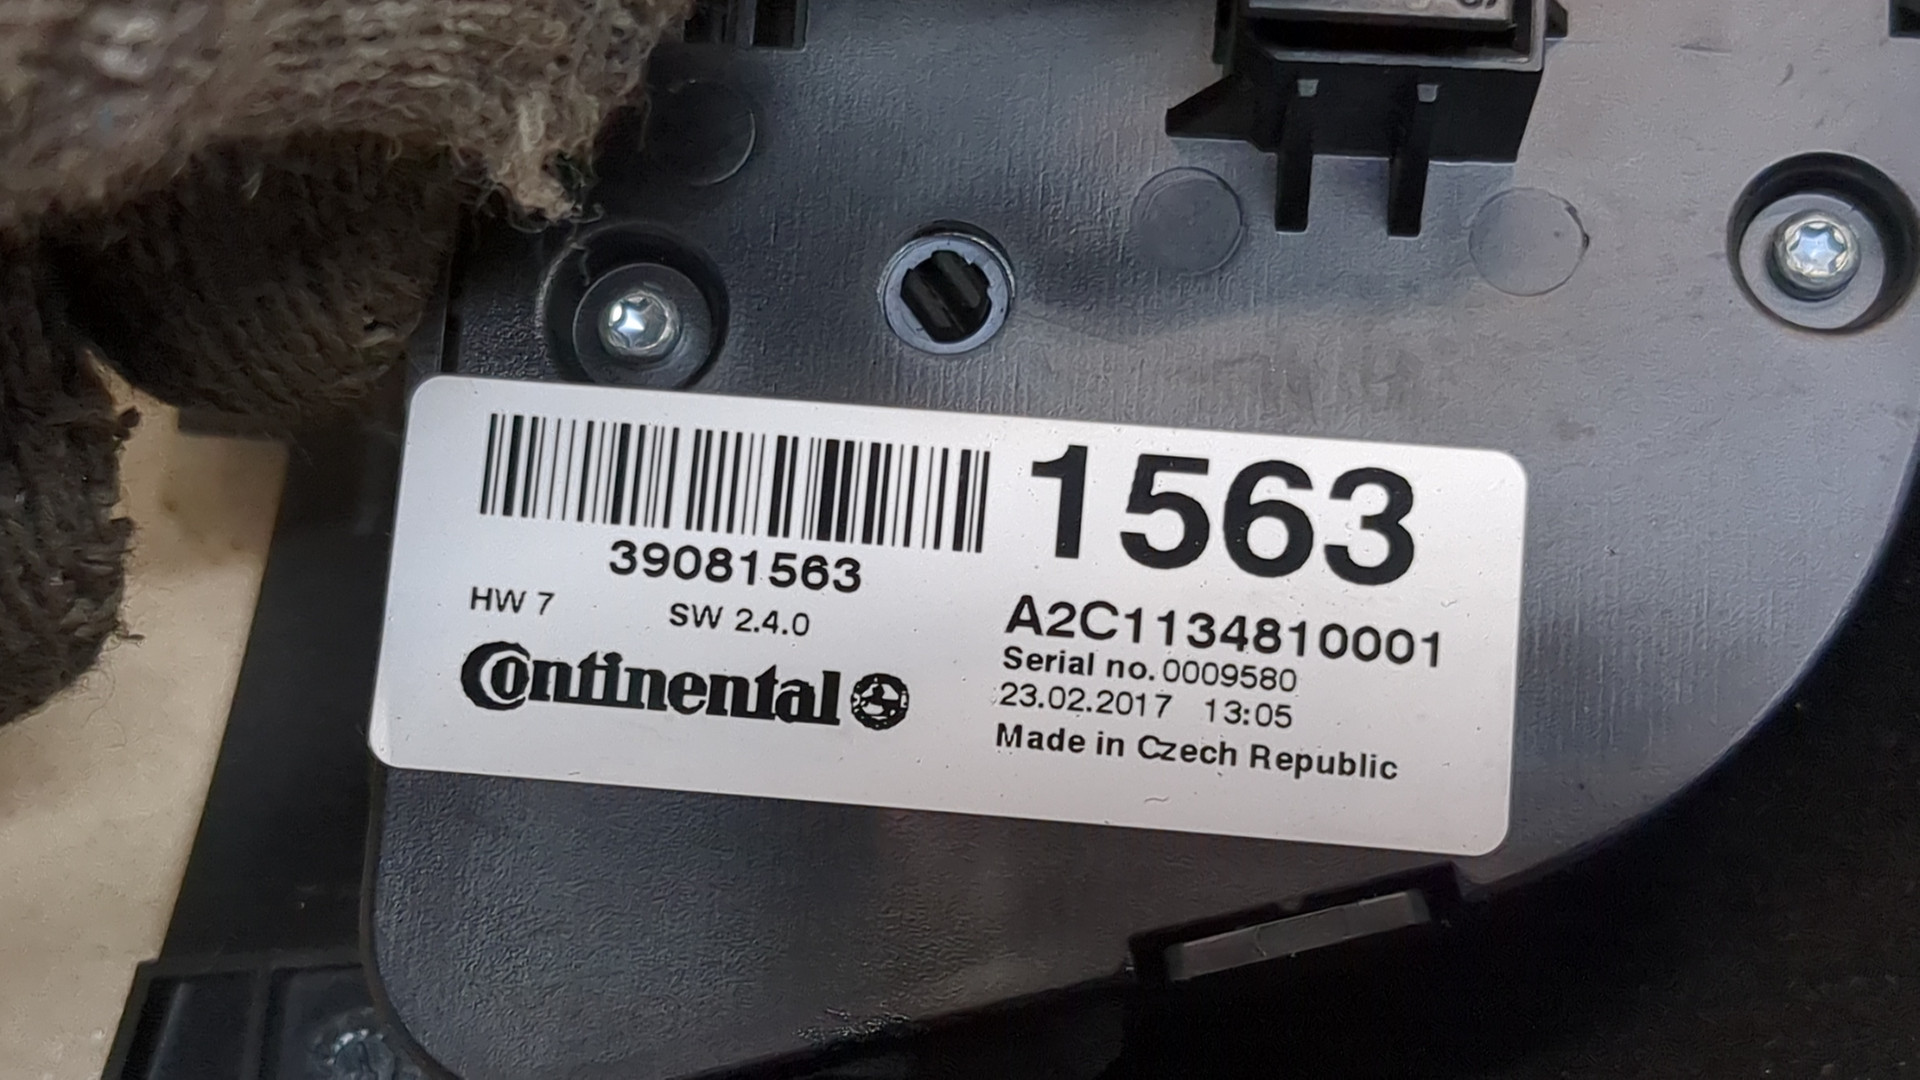 39081563
HW 7 SW 2.4.0
Continental
1563
A2C1134810001
Serial no. 0009580
23.02.2017 13:05
Made in Czech Republic